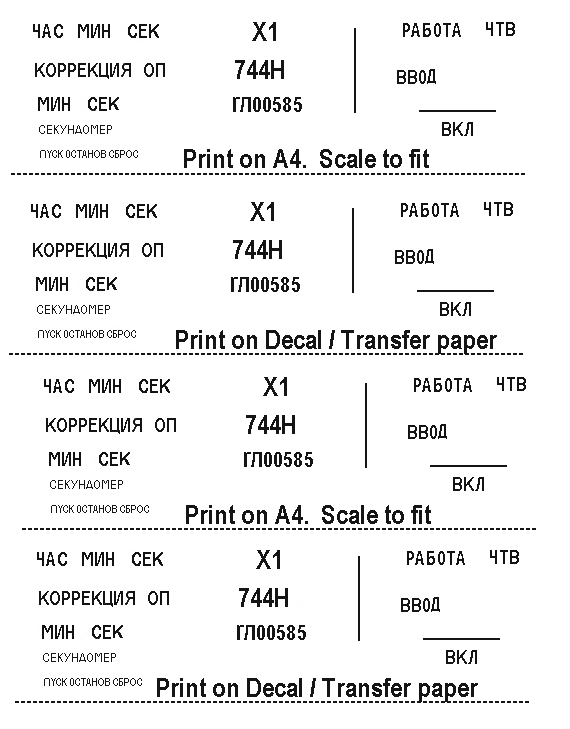 ЧАС МИН СЕК X1 РАБОТА ЧТВ
КОРРЕКЦИЯ ОП 744Н ВВОД
МИН СЕК ГЛ00585
СЕКУНДОМЕР ВКЛ
ПУСК ОСТАНОВ СБРОС Print on A4. Scale to fit
ЧАС МИН СЕК X1 РАБОТА ЧТВ
КОРРЕКЦИЯ ОП 744Н ВВОД
МИН СЕК ГЛ00585
СЕКУНДОМЕР ВКЛ
ПУСК ОСТАНОВ СБРОС Print on Decal / Transfer paper
ЧАС МИН СЕК X1 РАБОТА ЧТВ
КОРРЕКЦИЯ ОП 744Н ВВОД
МИН СЕК ГЛ00585
СЕКУНДОМЕР ВКЛ
ПУСК ОСТАНОВ СБРОС Print on A4. Scale to fit
ЧАС МИН СЕК X1 РАБОТА ЧТВ
КОРРЕКЦИЯ ОП 744Н ВВОД
МИН СЕК ГЛ00585
СЕКУНДОМЕР ВКЛ
ПУСК ОСТАНОВ СБРОС Print on Decal / Transfer paper